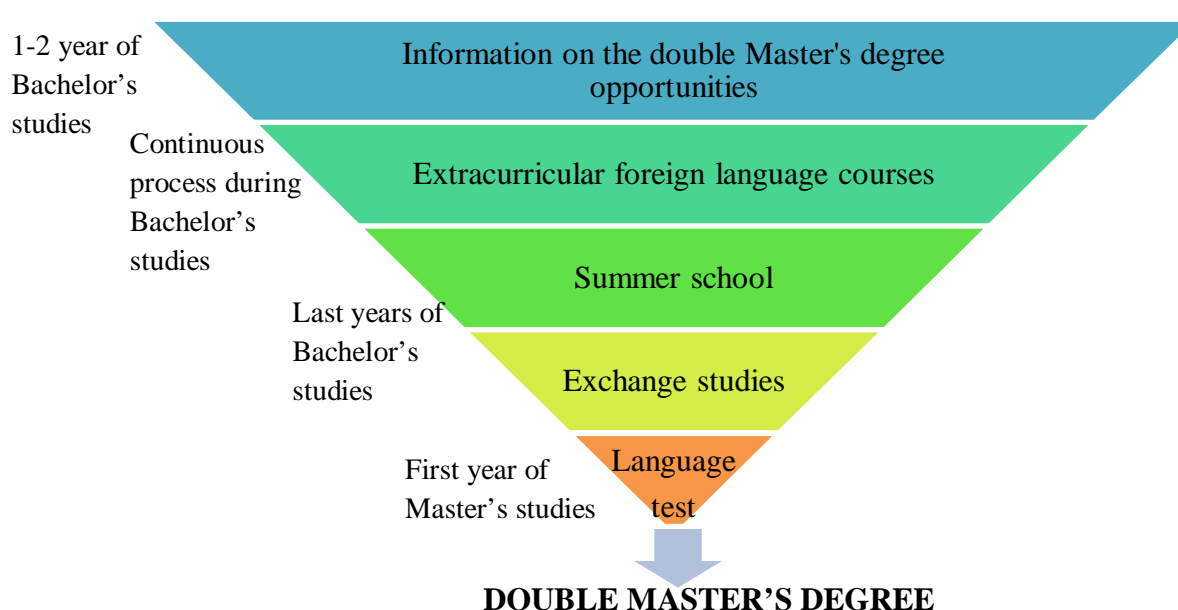 1-2 year of
Bachelor’s
studies
Information on the double Master's degree
opportunities
Continuous
process during
Bachelor’s
studies
Extracurricular foreign language courses
Summer school
Last years of
Bachelor’s
studies
Exchange studies
First year of
Master’s studies
Language
test
DOUBLE MASTER’S DEGREE